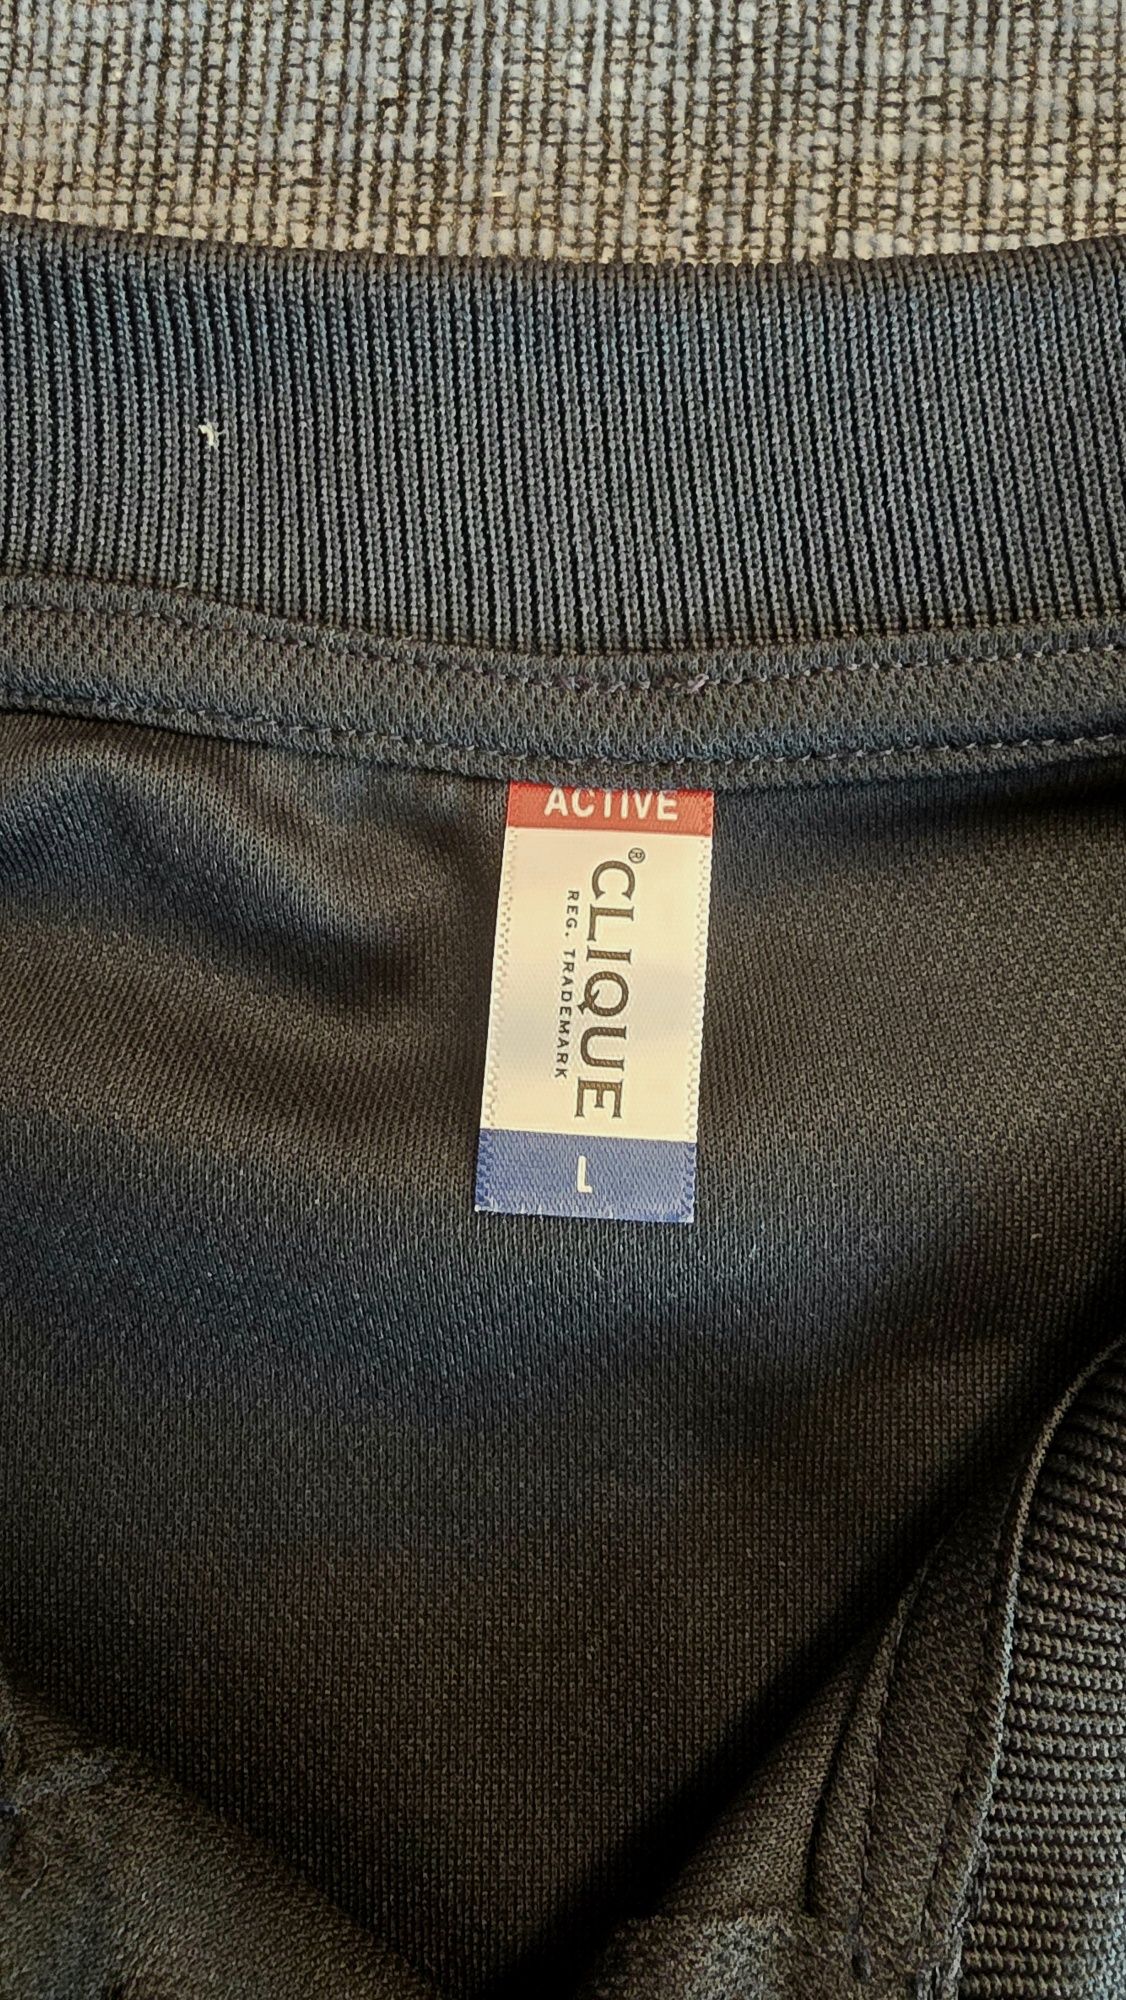 ACTIVE
CLIQUE®
REG. TRADEMARK
L